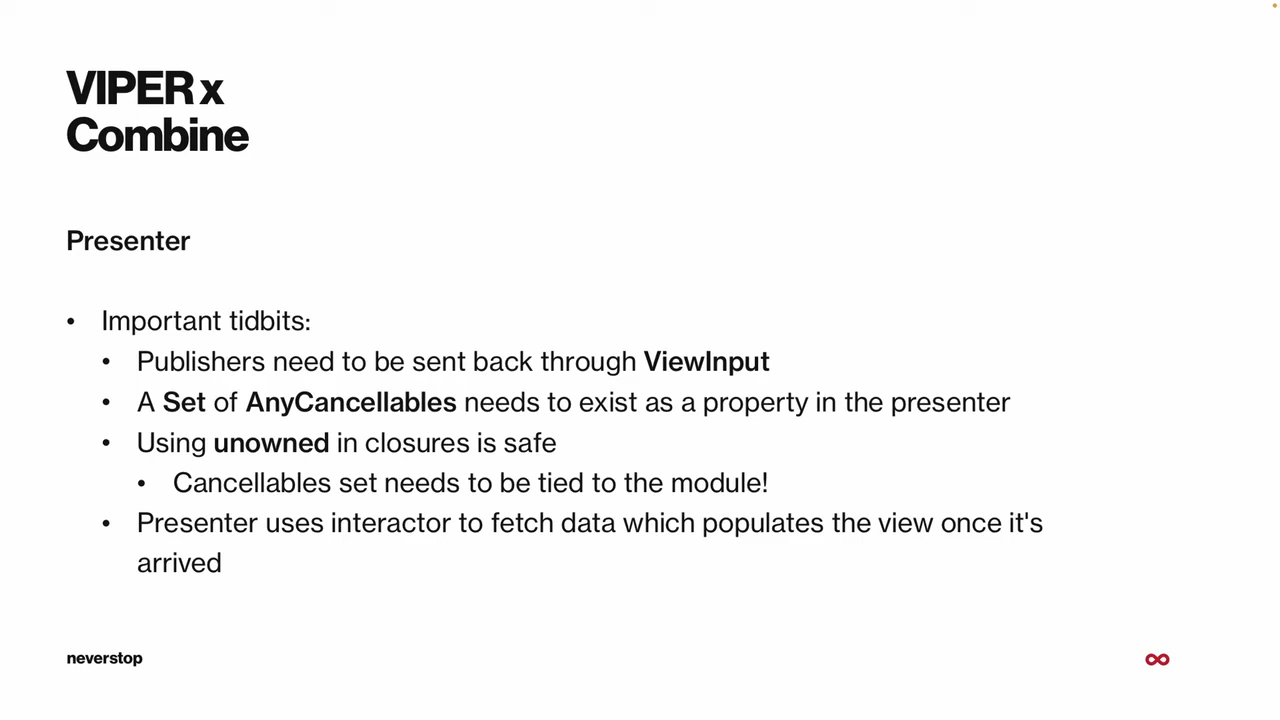 VIPER x
Combine
Presenter
• Important tidbits:
• Publishers need to be sent back through ViewInput
• A Set of AnyCancellables needs to exist as a property in the presenter
• Using unowned in closures is safe
• Cancellables set needs to be tied to the module!
• Presenter uses interactor to fetch data which populates the view once it's
arrived
neverstop